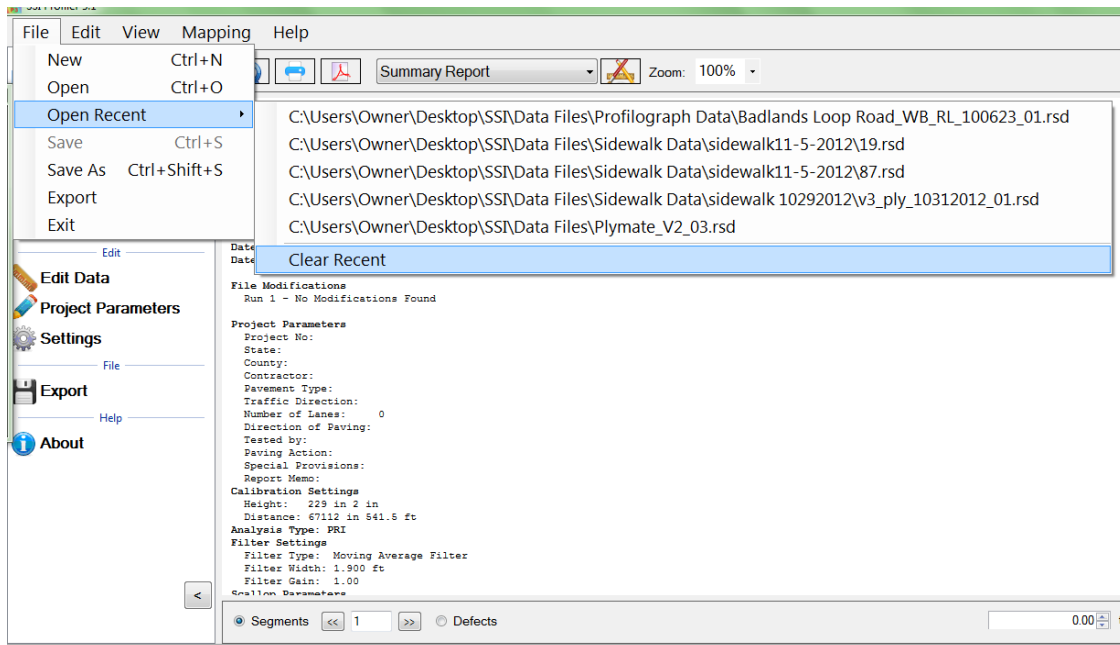 SSI Profiler 3.1
File Edit View Mapping Help
New Ctrl+N
Open Ctrl+O
Open Recent
Save Ctrl+S
Save As Ctrl+Shift+S
Export
Exit
Summary Report
Zoom: 100%
C:\Users\Owner\Desktop\SSI\Data Files\Profilograph Data\Badlands Loop Road_WB_RL_100623_01.rsd
C:\Users\Owner\Desktop\SSI\Data Files\Sidewalk Data\sidewalk11-5-2012\19.rsd
C:\Users\Owner\Desktop\SSI\Data Files\Sidewalk Data\sidewalk11-5-2012\87.rsd
C:\Users\Owner\Desktop\SSI\Data Files\Sidewalk Data\sidewalk 10292012\v3_ply_10312012_01.rsd
C:\Users\Owner\Desktop\SSI\Data Files\Plymate_V2_03.rsd
Clear Recent
Edit
Edit Data
Project Parameters
Settings
File
Export
Help
About
<
Date
Date
File Modifications
Run 1 - No Modifications Found
Project Parameters
Project No:
State:
County:
Contractor:
Pavement Type:
Traffic Direction:
Number of Lanes: 0
Direction of Paving:
Tested by:
Paving Action:
Special Provisions:
Report Memo:
Calibration Settings
Height: 229 in 2 in
Distance: 67112 in 541.5 ft
Analysis Type: PRI
Filter Settings
Filter Type: Moving Average Filter
Filter Width: 1.900 ft
Filter Gain: 1.00
Scallop Parameters
Segments << 1 >> Defects
0.00